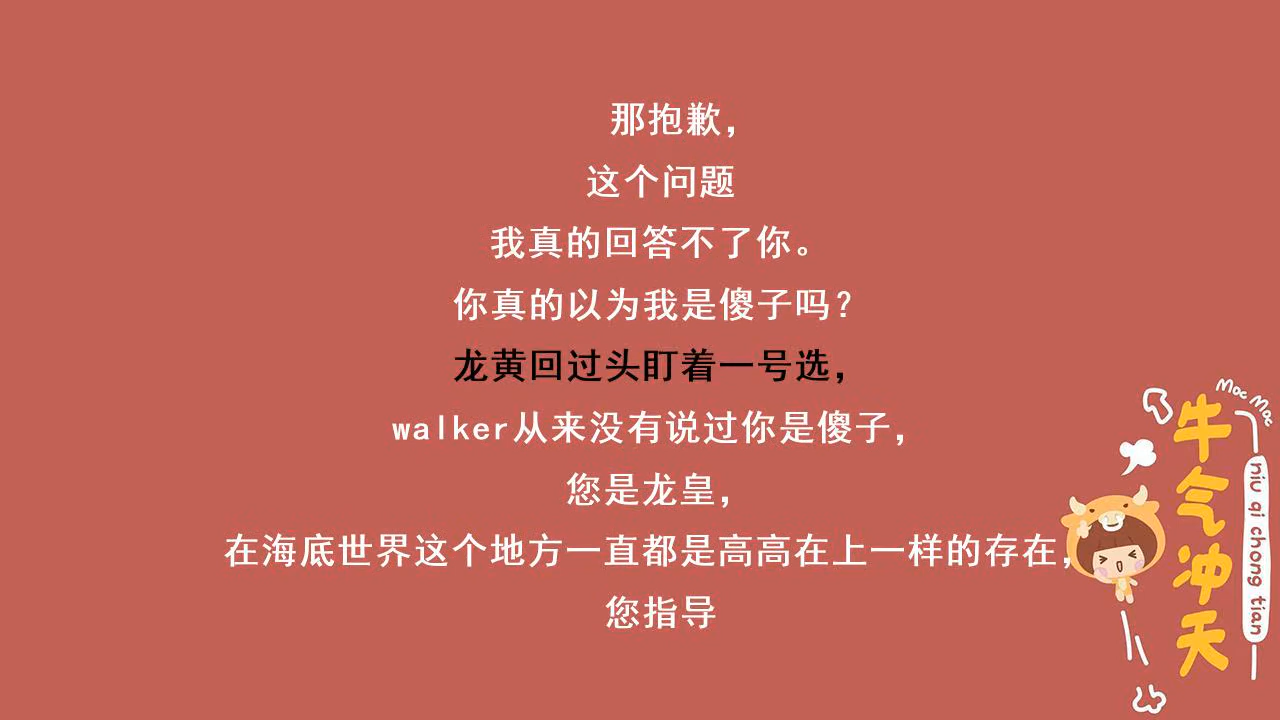 那抱歉，
这个问题
我真的回答不了你。
你真的以为我是傻子吗？
龙黄回过头盯着一号选，
walker从来没有说过你是傻子，
您是龙皇，
在海底世界这个地方一直都是高高在上一样的存在，
您指导
Moc Moc
牛气冲天
niu qi chong tian